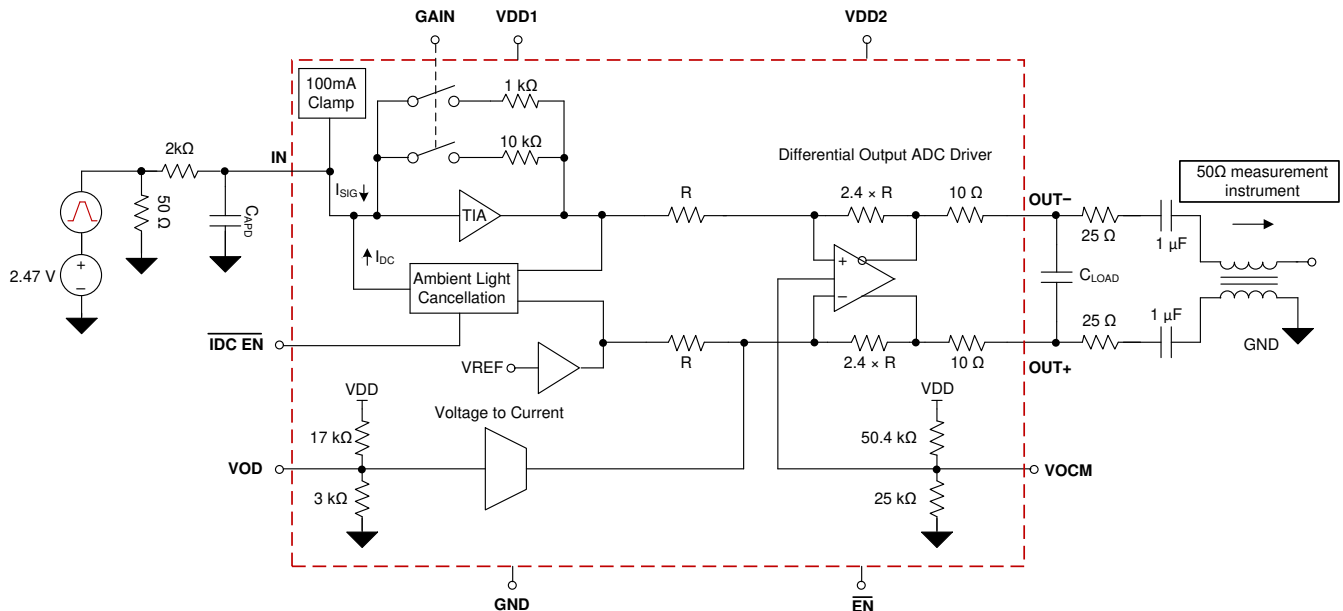 GAIN
VDD1
VDD2
100mA
Clamp
1 kΩ
10 kΩ
2kΩ
IN
50 Ω
CAPD
2.47 V
ISIG
TIA
IDC
Ambient Light
Cancellation
IDC EN
VREF
R
R
Differential Output ADC Driver
2.4 × R
10 Ω
OUT−
+
−
2.4 × R
10 Ω
OUT+
CLOAD
25 Ω
1 µF
25 Ω
1 µF
50Ω measurement
instrument
GND
VDD
17 kΩ
3 kΩ
VOD
Voltage to Current
VDD
50.4 kΩ
25 kΩ
VOCM
GND
EN